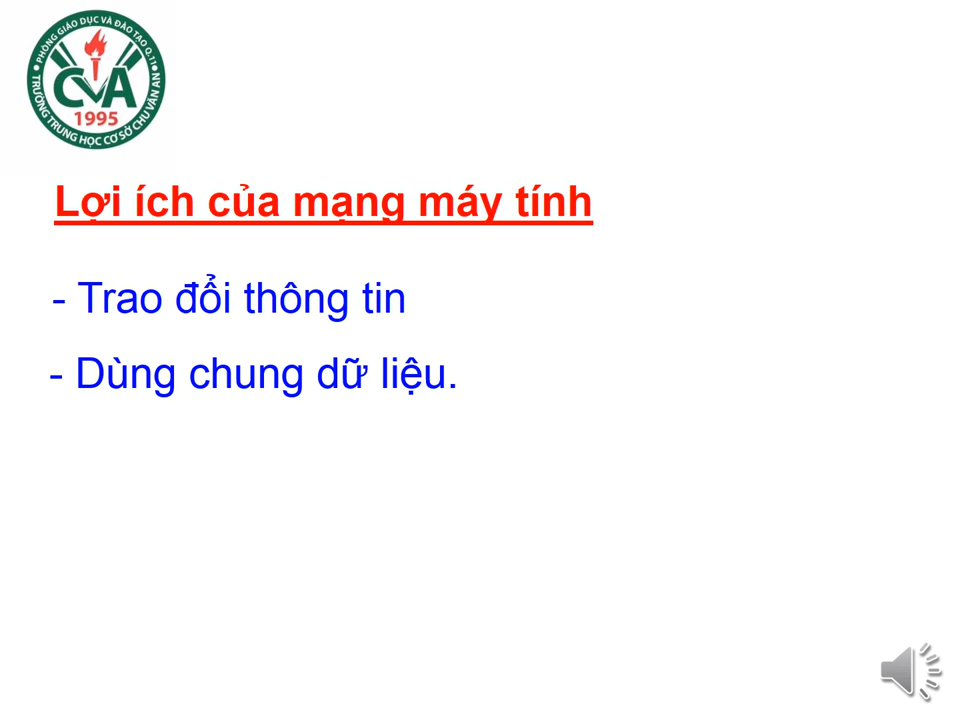 PHÒNG GIÁO DỤC VÀ ĐÀO TẠO Q.11
CVA
1995
TRƯỜNG TRUNG HỌC CƠ SỞ CHU VĂN AN
Lợi ích của mạng máy tính
- Trao đổi thông tin
- Dùng chung dữ liệu.